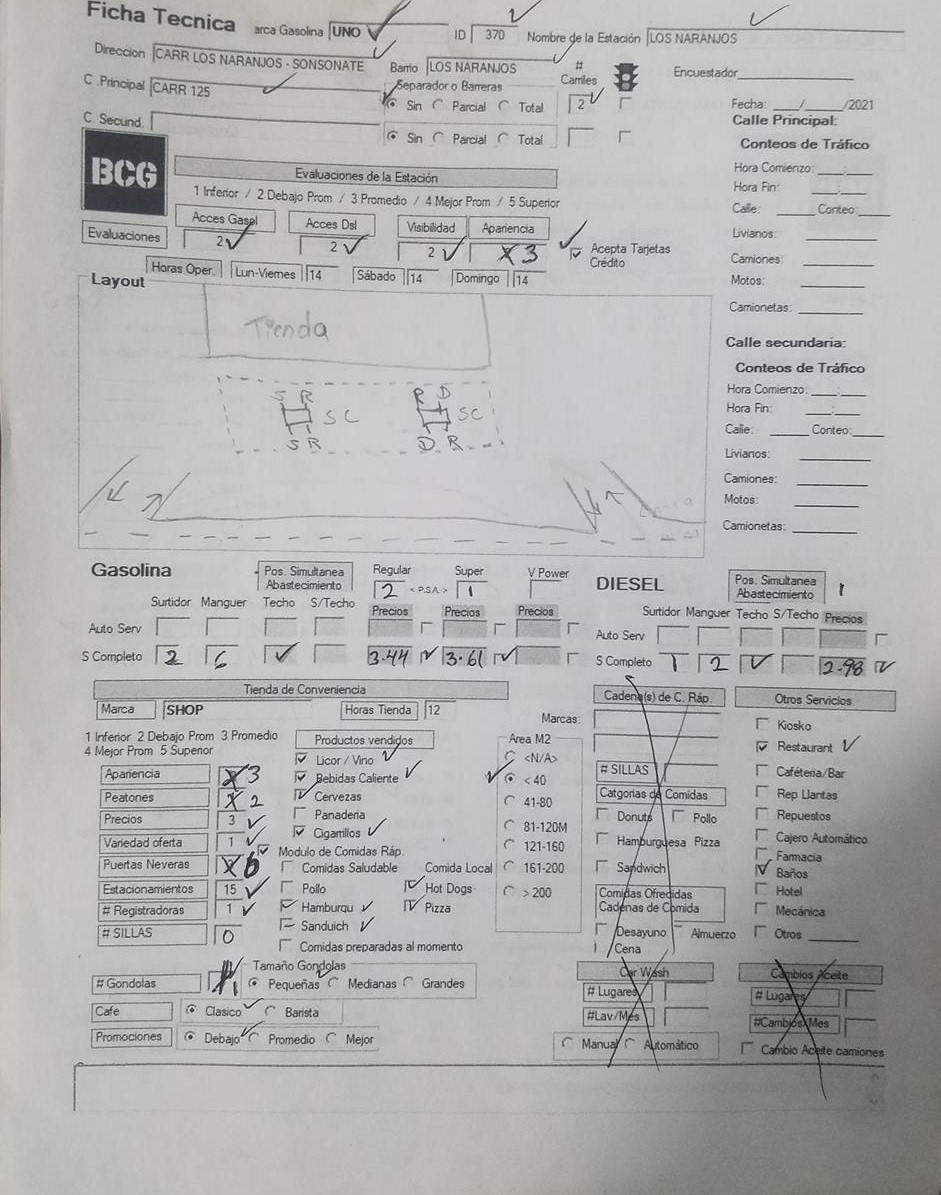 Ficha Tecnica arca Gasolina UNO ID 370 Nombre de la Estación LOS NARANJOS
Direccion CARR LOS NARANJOS - SONSONATE Barrio LOS NARANJOS # Carriles Encuestador
C .Principal CARR 125 Separador o Barreras
Sin Parcial Total 2 Fecha: / /2021
C. Secund. Sin Parcial Total Calle Principal:
BCG Evaluaciones de la Estación Conteos de Tráfico
1 Inferior / 2 Debajo Prom / 3 Promedio / 4 Mejor Prom / 5 Superior
Hora Comienzo: :
Hora Fin: :
Calle: Conteo:
Acces Gasol Acces Dsl Visibilidad Apariencia
Evaluaciones 2 2 2 3 Acepta Tarjetas Crédito
Livianos:
Camiones:
Horas Oper. Lun-Viernes 14 Sábado 14 Domingo 14
Motos:
Camionetas:
Layout
Tienda
S R R D
SC SC
S R D R
Calle secundaria:
Conteos de Tráfico
Hora Comienzo: :
Hora Fin: :
Calle: Conteo:
Livianos:
Camiones:
Motos:
Camionetas:
Gasolina Pos. Simultanea Abastecimiento Regular 2 < P.S.A.> Super 1 V Power
Surtidor Manguer Techo S/Techo Precios Precios Precios
Auto Serv
S Completo 2 6 3.44 3.61
DIESEL Pos. Simultanea Abastecimiento 1
Surtidor Manguer Techo S/Techo Precios
Auto Serv
S Completo 1 2 2.98
Tienda de Conveniencia
Marca SHOP Horas Tienda 12
1 Inferior 2 Debajo Prom 3 Promedio
4 Mejor Prom 5 Superior
Apariencia 3
Peatones 2
Precios 3
Variedad oferta 1
Puertas Neveras 6
Estacionamientos 15
# Registradoras 1
# SILLAS 0
Productos vendidos
Licor / Vino
Bebidas Caliente
Cervezas
Panaderia
Cigarrillos
Modulo de Comidas Ráp.
Comidas Saludable Comida Local
Pollo Hot Dogs
Hamburqu Pizza
Sanduich
Comidas preparadas al momento
Marcas:
Area M2
<N/A>
< 40
41-80
81-120M
121-160
161-200
> 200
Cadena(s) de C. Ráp.
# SILLAS
Catgorias de Comidas
Donuts Pollo
Hamburguesa Pizza
Sandwich
Comidas Ofrecidas
Cadenas de Comida
Desayuno Almuerzo
Cena
Otros Servicios
Kiosko
Restaurant
Caféteria/Bar
Rep Llantas
Repuestos
Cajero Automático
Farmacia
Baños
Hotel
Mecánica
Otros
# Gondolas 1 Tamaño Gondolas
Pequeñas Medianas Grandes
Cafe Clasico Barista
Promociones Debajo Promedio Mejor
Car Wash
# Lugares
#Lav/Mes
Manual Automático
Cambios Aceite
# Lugares
#Cambios/Mes
Cambio Aceite camiones